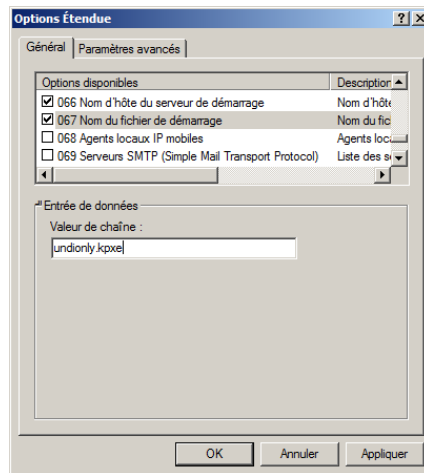 Options Étendue
Général
Paramètres avancés
Options disponibles Description
066 Nom d'hôte du serveur de démarrage Nom d'hôte
067 Nom du fichier de démarrage Nom du fic
068 Agents locaux IP mobiles Agents loca
069 Serveurs SMTP (Simple Mail Transport Protocol) Liste des se
Entrée de données
Valeur de chaîne :
undionly.kpxe
OK Annuler Appliquer